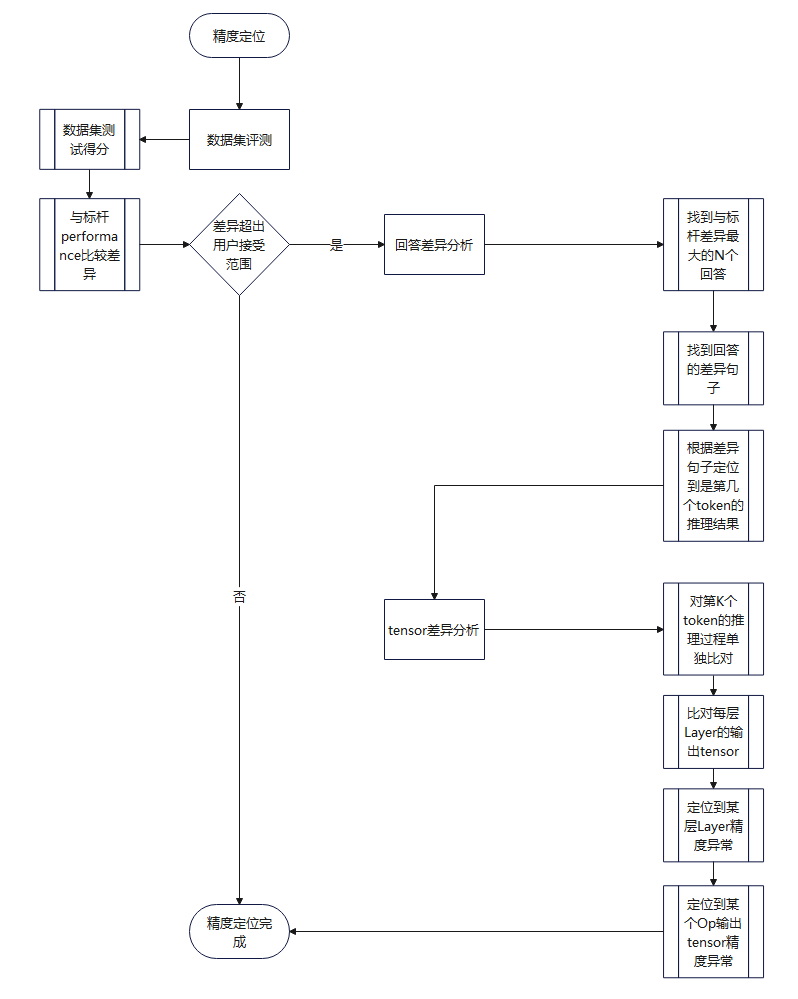 精度定位
数据集测
试得分
数据集评测
与标杆
performa
nce比较差
异
差异超出
用户接受
范围
是
回答差异分析
找到与标
杆差异最
大的N个
回答
找到回答
的差异句
子
根据差异
句子定位
到是第几
个token的
推理结果
否
tensor差异分析
对第K个
token的推
理过程单
独比对
比对每层
Layer的输
出tensor
定位到某
层Layer精
度异常
定位到某
个Op输出
tensor精
度异常
精度定位完
成